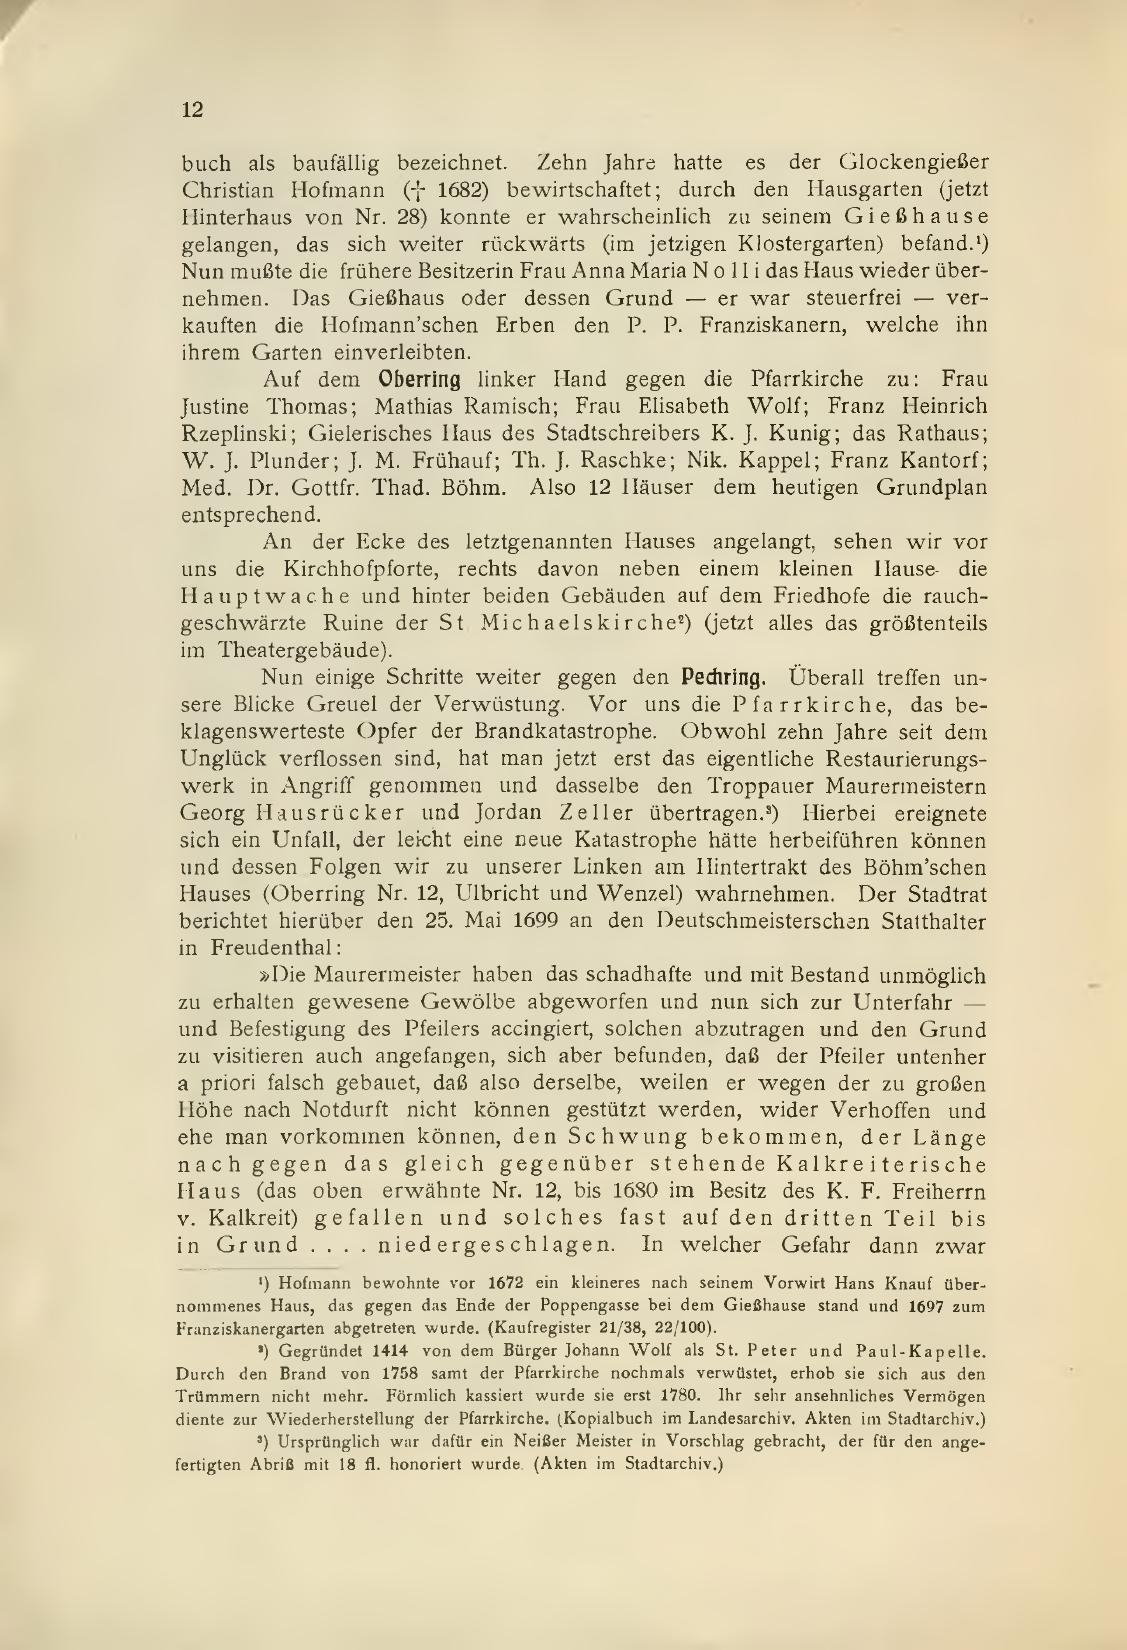 12
buch als baufällig bezeichnet. Zehn Jahre hatte es der Glockengießer
Christian Hofmann († 1682) bewirtschaftet; durch den Hausgarten (jetzt
Hinterhaus von Nr. 28) konnte er wahrscheinlich zu seinem Gießhause
gelangen, das sich weiter rückwärts (im jetzigen Klostergarten) befand.¹)
Nun mußte die frühere Besitzerin Frau Anna Maria Nolli das Haus wieder über-
nehmen. Das Gießhaus oder dessen Grund — er war steuerfrei — ver-
kauften die Hofmann'schen Erben den P. P. Franziskanern, welche ihn
ihrem Garten einverleibten.
Auf dem Oberring linker Hand gegen die Pfarrkirche zu: Frau
Justine Thomas; Mathias Ramisch; Frau Elisabeth Wolf; Franz Heinrich
Rzeplinski; Gielerisches Haus des Stadtschreibers K. J. Kunig; das Rathaus;
W. J. Plunder; J. M. Frühauf; Th. J. Raschke; Nik. Kappel; Franz Kantorf;
Med. Dr. Gottfr. Thad. Böhm. Also 12 Häuser dem heutigen Grundplan
entsprechend.
An der Ecke des letztgenannten Hauses angelangt, sehen wir vor
uns die Kirchhofpforte, rechts davon neben einem kleinen Hause die
Hauptwache und hinter beiden Gebäuden auf dem Friedhofe die rauch-
geschwärzte Ruine der St Michaelskirche²) (jetzt alles das größtenteils
im Theatergebäude).
Nun einige Schritte weiter gegen den Pechring. Überall treffen un-
sere Blicke Greuel der Verwüstung. Vor uns die Pfarrkirche, das be-
klagenswerteste Opfer der Brandkatastrophe. Obwohl zehn Jahre seit dem
Unglück verflossen sind, hat man jetzt erst das eigentliche Restaurierungs-
werk in Angriff genommen und dasselbe den Troppauer Maurermeistern
Georg Hausrücker und Jordan Zeller übertragen.³) Hierbei ereignete
sich ein Unfall, der leicht eine neue Katastrophe hätte herbeiführen können
und dessen Folgen wir zu unserer Linken am Hintertrakt des Böhm'schen
Hauses (Oberring Nr. 12, Ulbricht und Wenzel) wahrnehmen. Der Stadtrat
berichtet hierüber den 25. Mai 1699 an den Deutschmeisterschen Statthalter
in Freudenthal:
»Die Maurermeister haben das schadhafte und mit Bestand unmöglich
zu erhalten gewesene Gewölbe abgeworfen und nun sich zur Unterfahr —
und Befestigung des Pfeilers accingiert, solchen abzutragen und den Grund
zu visitieren auch angefangen, sich aber befunden, daß der Pfeiler untenher
a priori falsch gebauet, daß also derselbe, weilen er wegen der zu großen
Höhe nach Notdurft nicht können gestützt werden, wider Verhoffen und
ehe man vorkommen können, den Schwung bekommen, der Länge
nach gegen das gleich gegenüber stehende Kalkreiterische
Haus (das oben erwähnte Nr. 12, bis 1680 im Besitz des K. F. Freiherrn
v. Kalkreit) gefallen und solches fast auf den dritten Teil bis
in Grund . . . . niedergeschlagen. In welcher Gefahr dann zwar
¹) Hofmann bewohnte vor 1672 ein kleineres nach seinem Vorwirt Hans Knauf über-
nommenes Haus, das gegen das Ende der Poppengasse bei dem Gießhause stand und 1697 zum
Franziskanergarten abgetreten wurde. (Kaufregister 21/38, 22/100).
²) Gegründet 1414 von dem Bürger Johann Wolf als St. Peter und Paul-Kapelle.
Durch den Brand von 1758 samt der Pfarrkirche nochmals verwüstet, erhob sie sich aus den
Trümmern nicht mehr. Förmlich kassiert wurde sie erst 1780. Ihr sehr ansehnliches Vermögen
diente zur Wiederherstellung der Pfarrkirche. (Kopialbuch im Landesarchiv. Akten im Stadtarchiv.)
³) Ursprünglich war dafür ein Neißer Meister in Vorschlag gebracht, der für den ange-
fertigten Abriß mit 18 fl. honoriert wurde. (Akten im Stadtarchiv.)